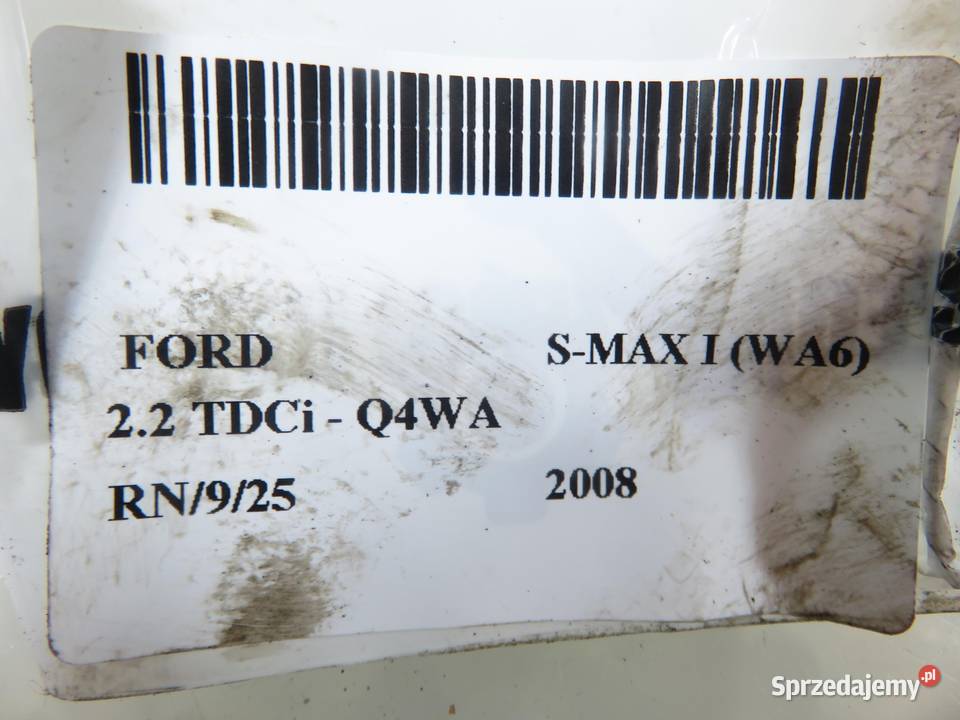 FORD S-MAX I (WA6)
2.2 TDCi - Q4WA
RN/9/25 2008
Sprzedajemy.pl